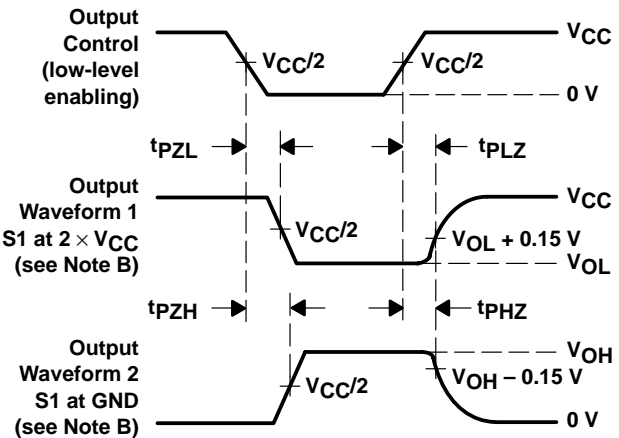 Output
Control
(low-level
enabling)
VCC
VCC/2
VCC/2
0 V
tPZL
tPLZ
Output
Waveform 1
S1 at 2 × VCC
(see Note B)
VCC
VCC/2
VOL + 0.15 V
VOL
tPZH
tPHZ
Output
Waveform 2
S1 at GND
(see Note B)
VOH
VCC/2
VOH – 0.15 V
0 V